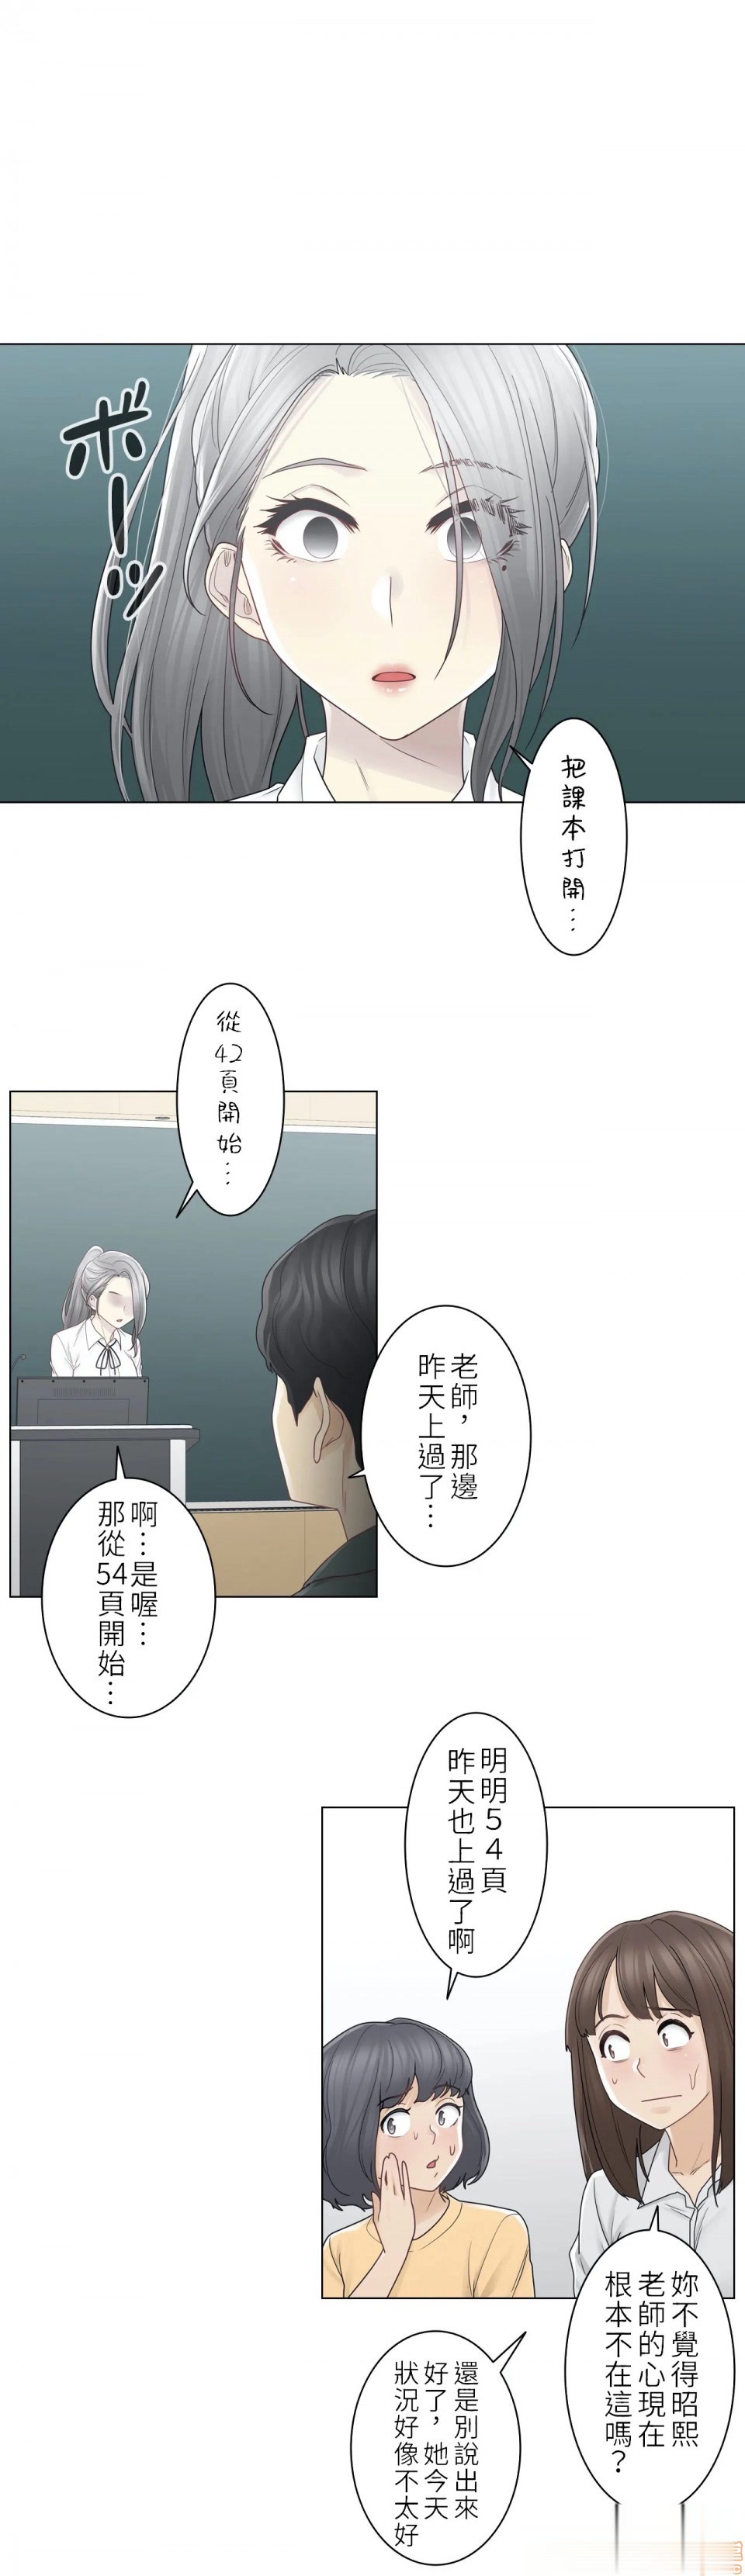 ボーッ
把課本打開…
從42頁開始…
老師，那邊
昨天上過了…
啊…是喔…
那從54頁開始…
明明54頁
昨天也上過了啊
妳不覺得昭熙
老師的心現在
根本不在這嗎？
還是別說出來
好了，她今天
狀況好像不太好